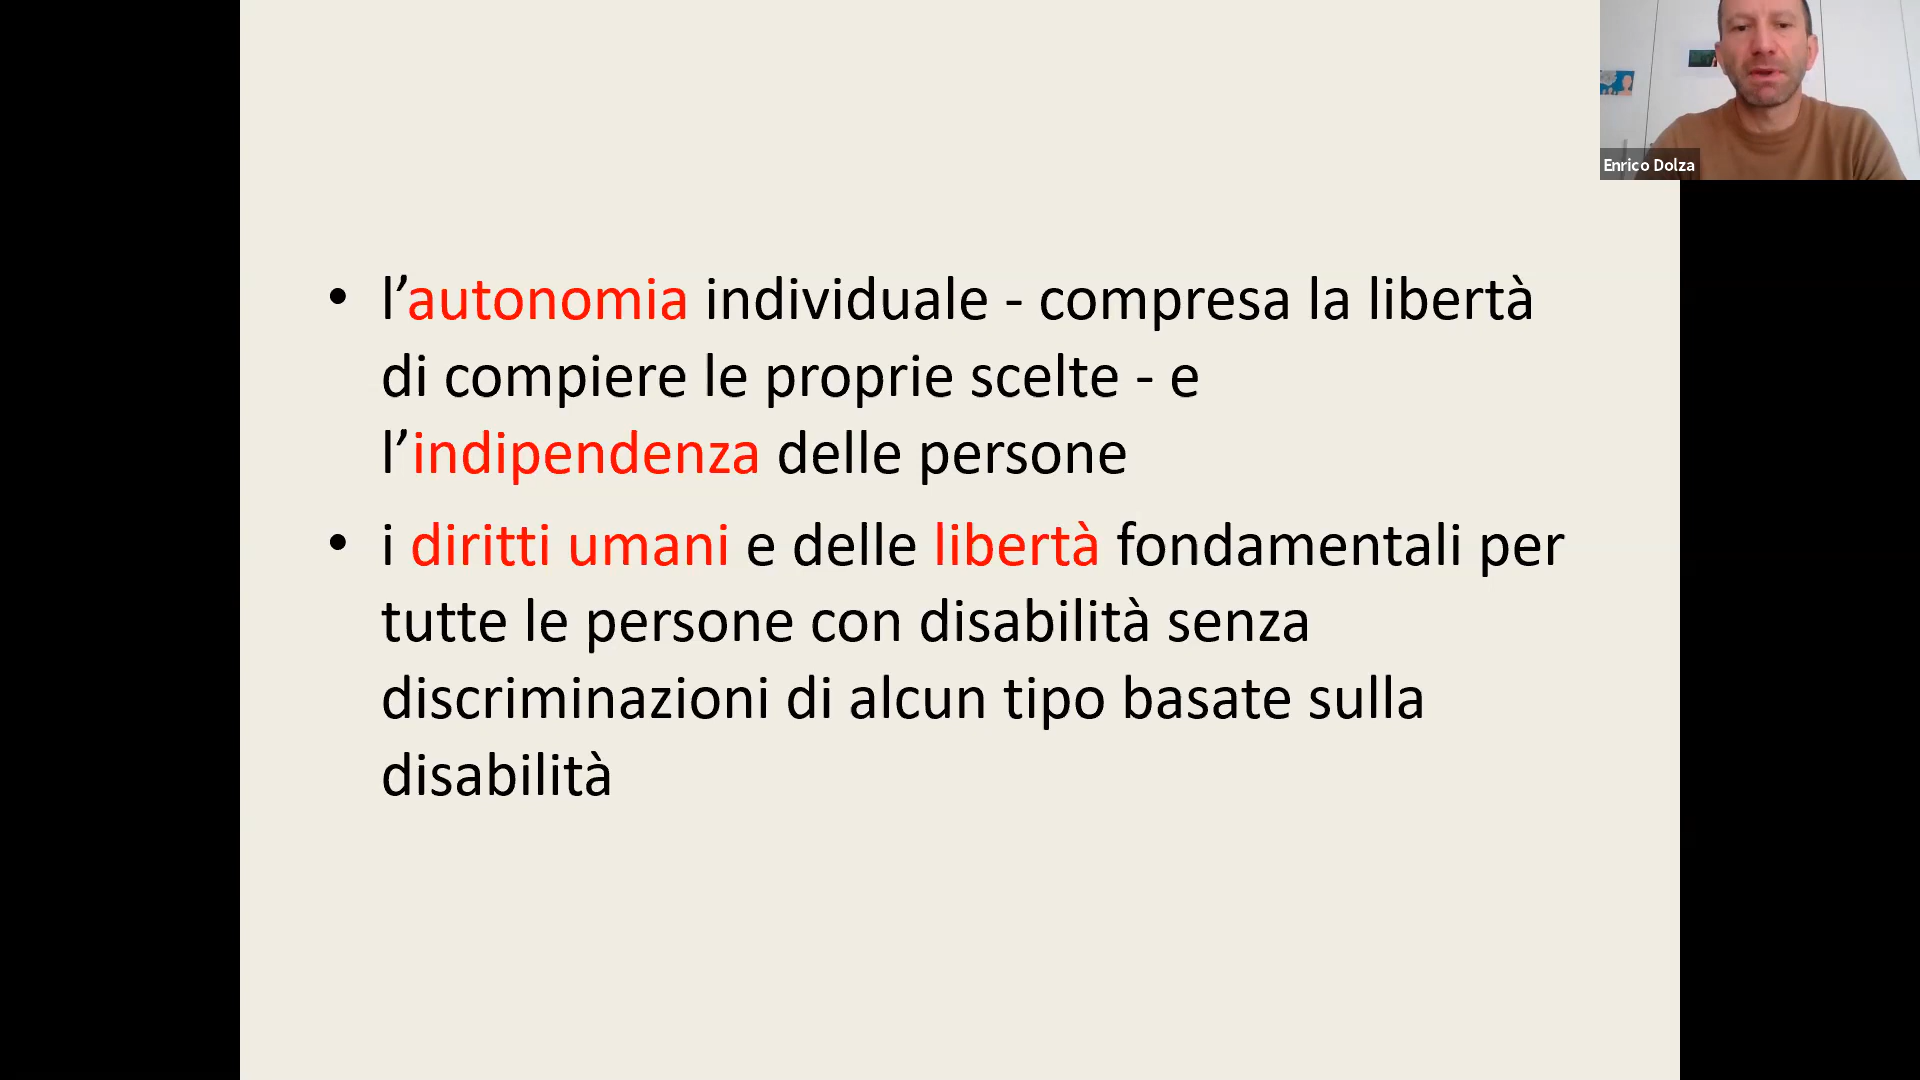 • l’autonomia individuale - compresa la libertà
di compiere le proprie scelte - e
l’indipendenza delle persone
• i diritti umani e delle libertà fondamentali per
tutte le persone con disabilità senza
discriminazioni di alcun tipo basate sulla
disabilità
Enrico Dolza